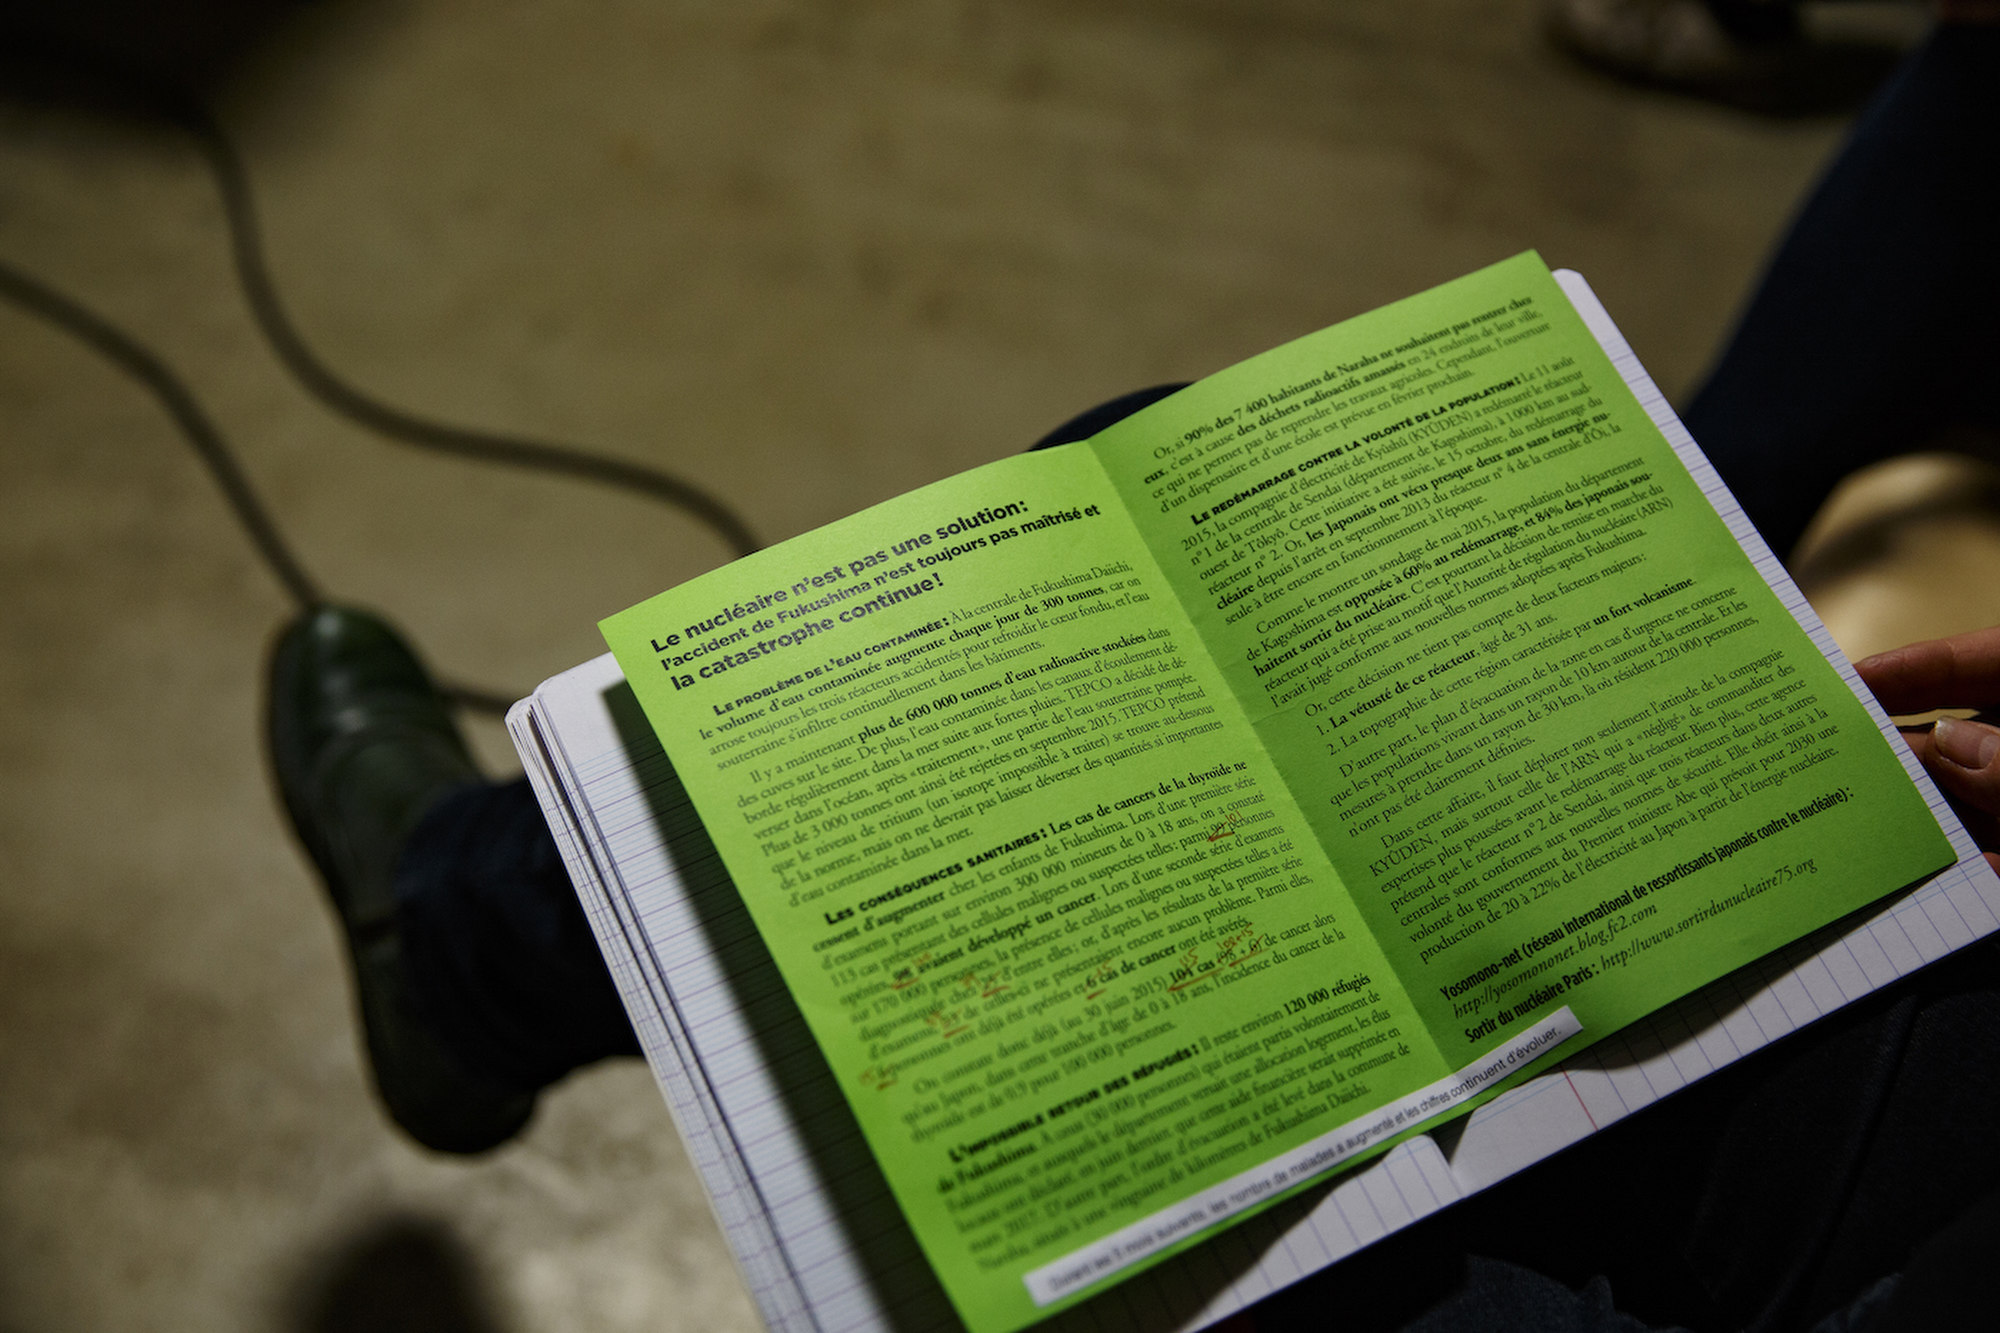 Le nucléaire n'est pas une solution:
l'accident de Fukushima n'est toujours pas maîtrisé et
la catastrophe continue!
LE PROBLÈME DE L'EAU CONTAMINÉE: À la centrale de Fukushima Daiichi,
le volume d'eau contaminée augmente chaque jour de 300 tonnes, car on
arrose toujours les trois réacteurs accidentés pour refroidir le cœur fondu, et l'eau
souterraine s'infiltre continuellement dans les bâtiments.
Il y a maintenant plus de 600 000 tonnes d'eau radioactive stockées dans
des cuves sur le site. De plus, l'eau contaminée dans les canaux d'écoulement dé-
borde régulièrement dans la mer suite aux fortes pluies. TEPCO a décidé de dé-
verser dans l'océan, après «traitement», une partie de l'eau souterraine pompée.
Plus de 3 000 tonnes ont ainsi été rejetées en septembre 2015. TEPCO prétend
que le niveau de tritium (un isotope impossible à traiter) se trouve au-dessous
de la norme, mais on ne devrait pas laisser déverser des quantités si importantes
d'eau contaminée dans la mer.
LES CONSÉQUENCES SANITAIRES: Les cas de cancers de la thyroïde ne
cessent d'augmenter chez les enfants de Fukushima. Lors d'une première série
d'examens portant sur environ 300 000 mineurs de 0 à 18 ans, on a constaté
113 cas présentant des cellules malignes ou suspectées telles; parmi personnes
opérées, avaient développé un cancer. Lors d'une seconde série d'examens
sur 170 000 personnes, la présence de cellules malignes ou suspectées telles a été
diagnostiquée chez d'entre elles; or, d'après les résultats de la première série
d'examens, de celles-ci ne présentaient encore aucun problème. Parmi elles,
personnes ont déjà été opérées et 6 cas de cancer ont été avérés.
On constate donc déjà (au 30 juin 2015) 104 cas (98 + 6) de cancer alors
qu'au Japon, dans cette tranche d'âge de 0 à 18 ans, l'incidence du cancer de la
thyroïde est de 0,9 pour 100 000 personnes.
L'IMPOSSIBLE RETOUR DES RÉFUGIÉS: Il reste environ 120 000 réfugiés
de Fukushima. À ceux (30 000 personnes) qui étaient partis volontairement de
Fukushima, et auxquels le département versait une allocation logement, les élus
locaux ont déclaré, en juin dernier, que cette aide financière serait supprimée en
mars 2017. D'autre part, l'ordre d'évacuation a été levé dans la commune de
Naraha, située à une vingtaine de kilomètres de Fukushima Daiichi.
Durant les 5 mois suivants, les nombre de malades a augmenté et les chiffres continuent d'évoluer.
Or, si 90% des 7 400 habitants de Naraha ne souhaitent pas rentrer chez
eux, c'est à cause des déchets radioactifs amassés en 24 endroits de leur ville,
ce qui ne permet pas de reprendre les travaux agricoles. Cependant, l'ouverture
d'un dispensaire et d'une école est prévue en février prochain.
LE REDÉMARRAGE CONTRE LA VOLONTÉ DE LA POPULATION: Le 11 août
2015, la compagnie d'électricité de Kyūshū (KYŪDEN) a redémarré le réacteur
n°1 de la centrale de Sendai (département de Kagoshima), à 1 000 km au sud-
ouest de Tōkyō. Cette initiative a été suivie, le 15 octobre, du redémarrage du
réacteur n° 2. Or, les Japonais ont vécu presque deux ans sans énergie nu-
cléaire depuis l'arrêt en septembre 2013 du réacteur n° 4 de la centrale d'Ōi, la
seule à être encore en fonctionnement à l'époque.
Comme le montre un sondage de mai 2015, la population du département
de Kagoshima est opposée à 60% au redémarrage, et 84% des japonais sou-
haitent sortir du nucléaire. C'est pourtant la décision de remise en marche du
réacteur qui a été prise au motif que l'Autorité de régulation du nucléaire (ARN)
l'avait jugé conforme aux nouvelles normes adoptées après Fukushima.
Or, cette décision ne tient pas compte de deux facteurs majeurs:
1. La vétusté de ce réacteur, âgé de 31 ans.
2. La topographie de cette région caractérisée par un fort volcanisme.
D'autre part, le plan d'évacuation de la zone en cas d'urgence ne concerne
que les populations vivant dans un rayon de 10 km autour de la centrale. Et les
mesures à prendre dans un rayon de 30 km, là où résident 220 000 personnes,
n'ont pas été clairement définies.
Dans cette affaire, il faut déplorer non seulement l'attitude de la compagnie
KYŪDEN, mais surtout celle de l'ARN qui a «négligé» de commanditer des
expertises plus poussées avant le redémarrage du réacteur. Bien plus, cette agence
prétend que le réacteur n°2 de Sendai, ainsi que trois réacteurs dans deux autres
centrales sont conformes aux nouvelles normes de sécurité. Elle obéit ainsi à la
volonté du gouvernement du Premier ministre Abe qui prévoit pour 2030 une
production de 20 à 22% de l'électricité au Japon à partir de l'énergie nucléaire.
Yosomono-net (réseau international de ressortissants japonais contre le nucléaire):
http://yosomononet.blog.fc2.com
Sortir du nucléaire Paris: http://www.sortirdunucleaire75.org